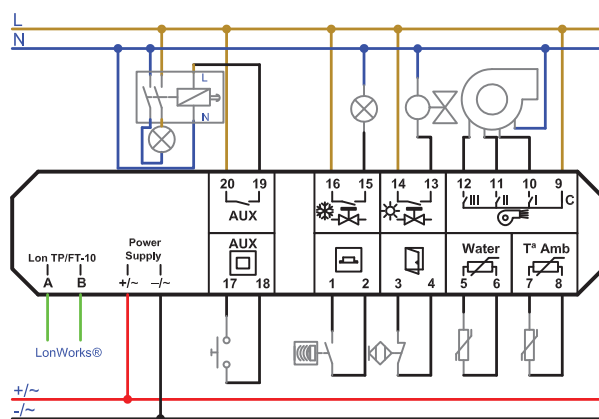 L
N
L
N
20 19 16 15 14 13 12 11 10 9
III II I C
AUX
AUX
Power
Lon TP/FT-10 Supply
Water Tª Amb
A B +/~ –/~ 17 18 1 2 3 4 5 6 7 8
LonWorks®
+/~
-/~